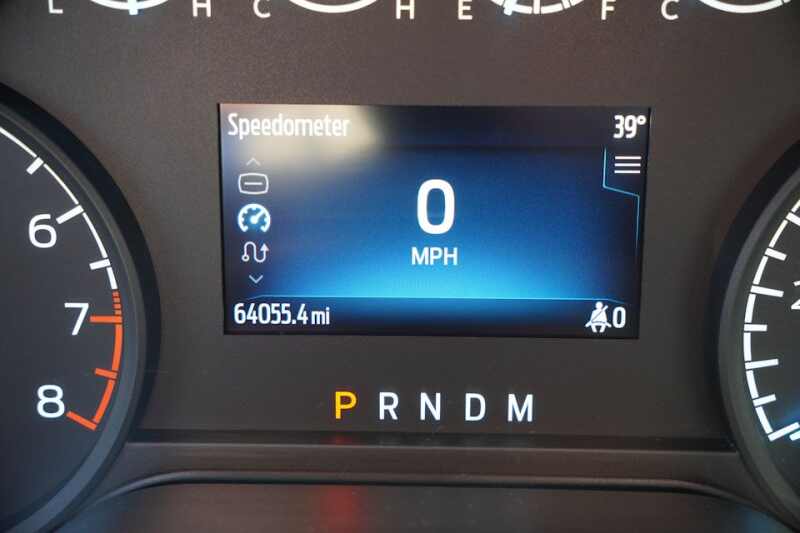 L H C H E F C
Speedometer 39°
0
MPH
64055.4 mi 0
6
7
8
P R N D M